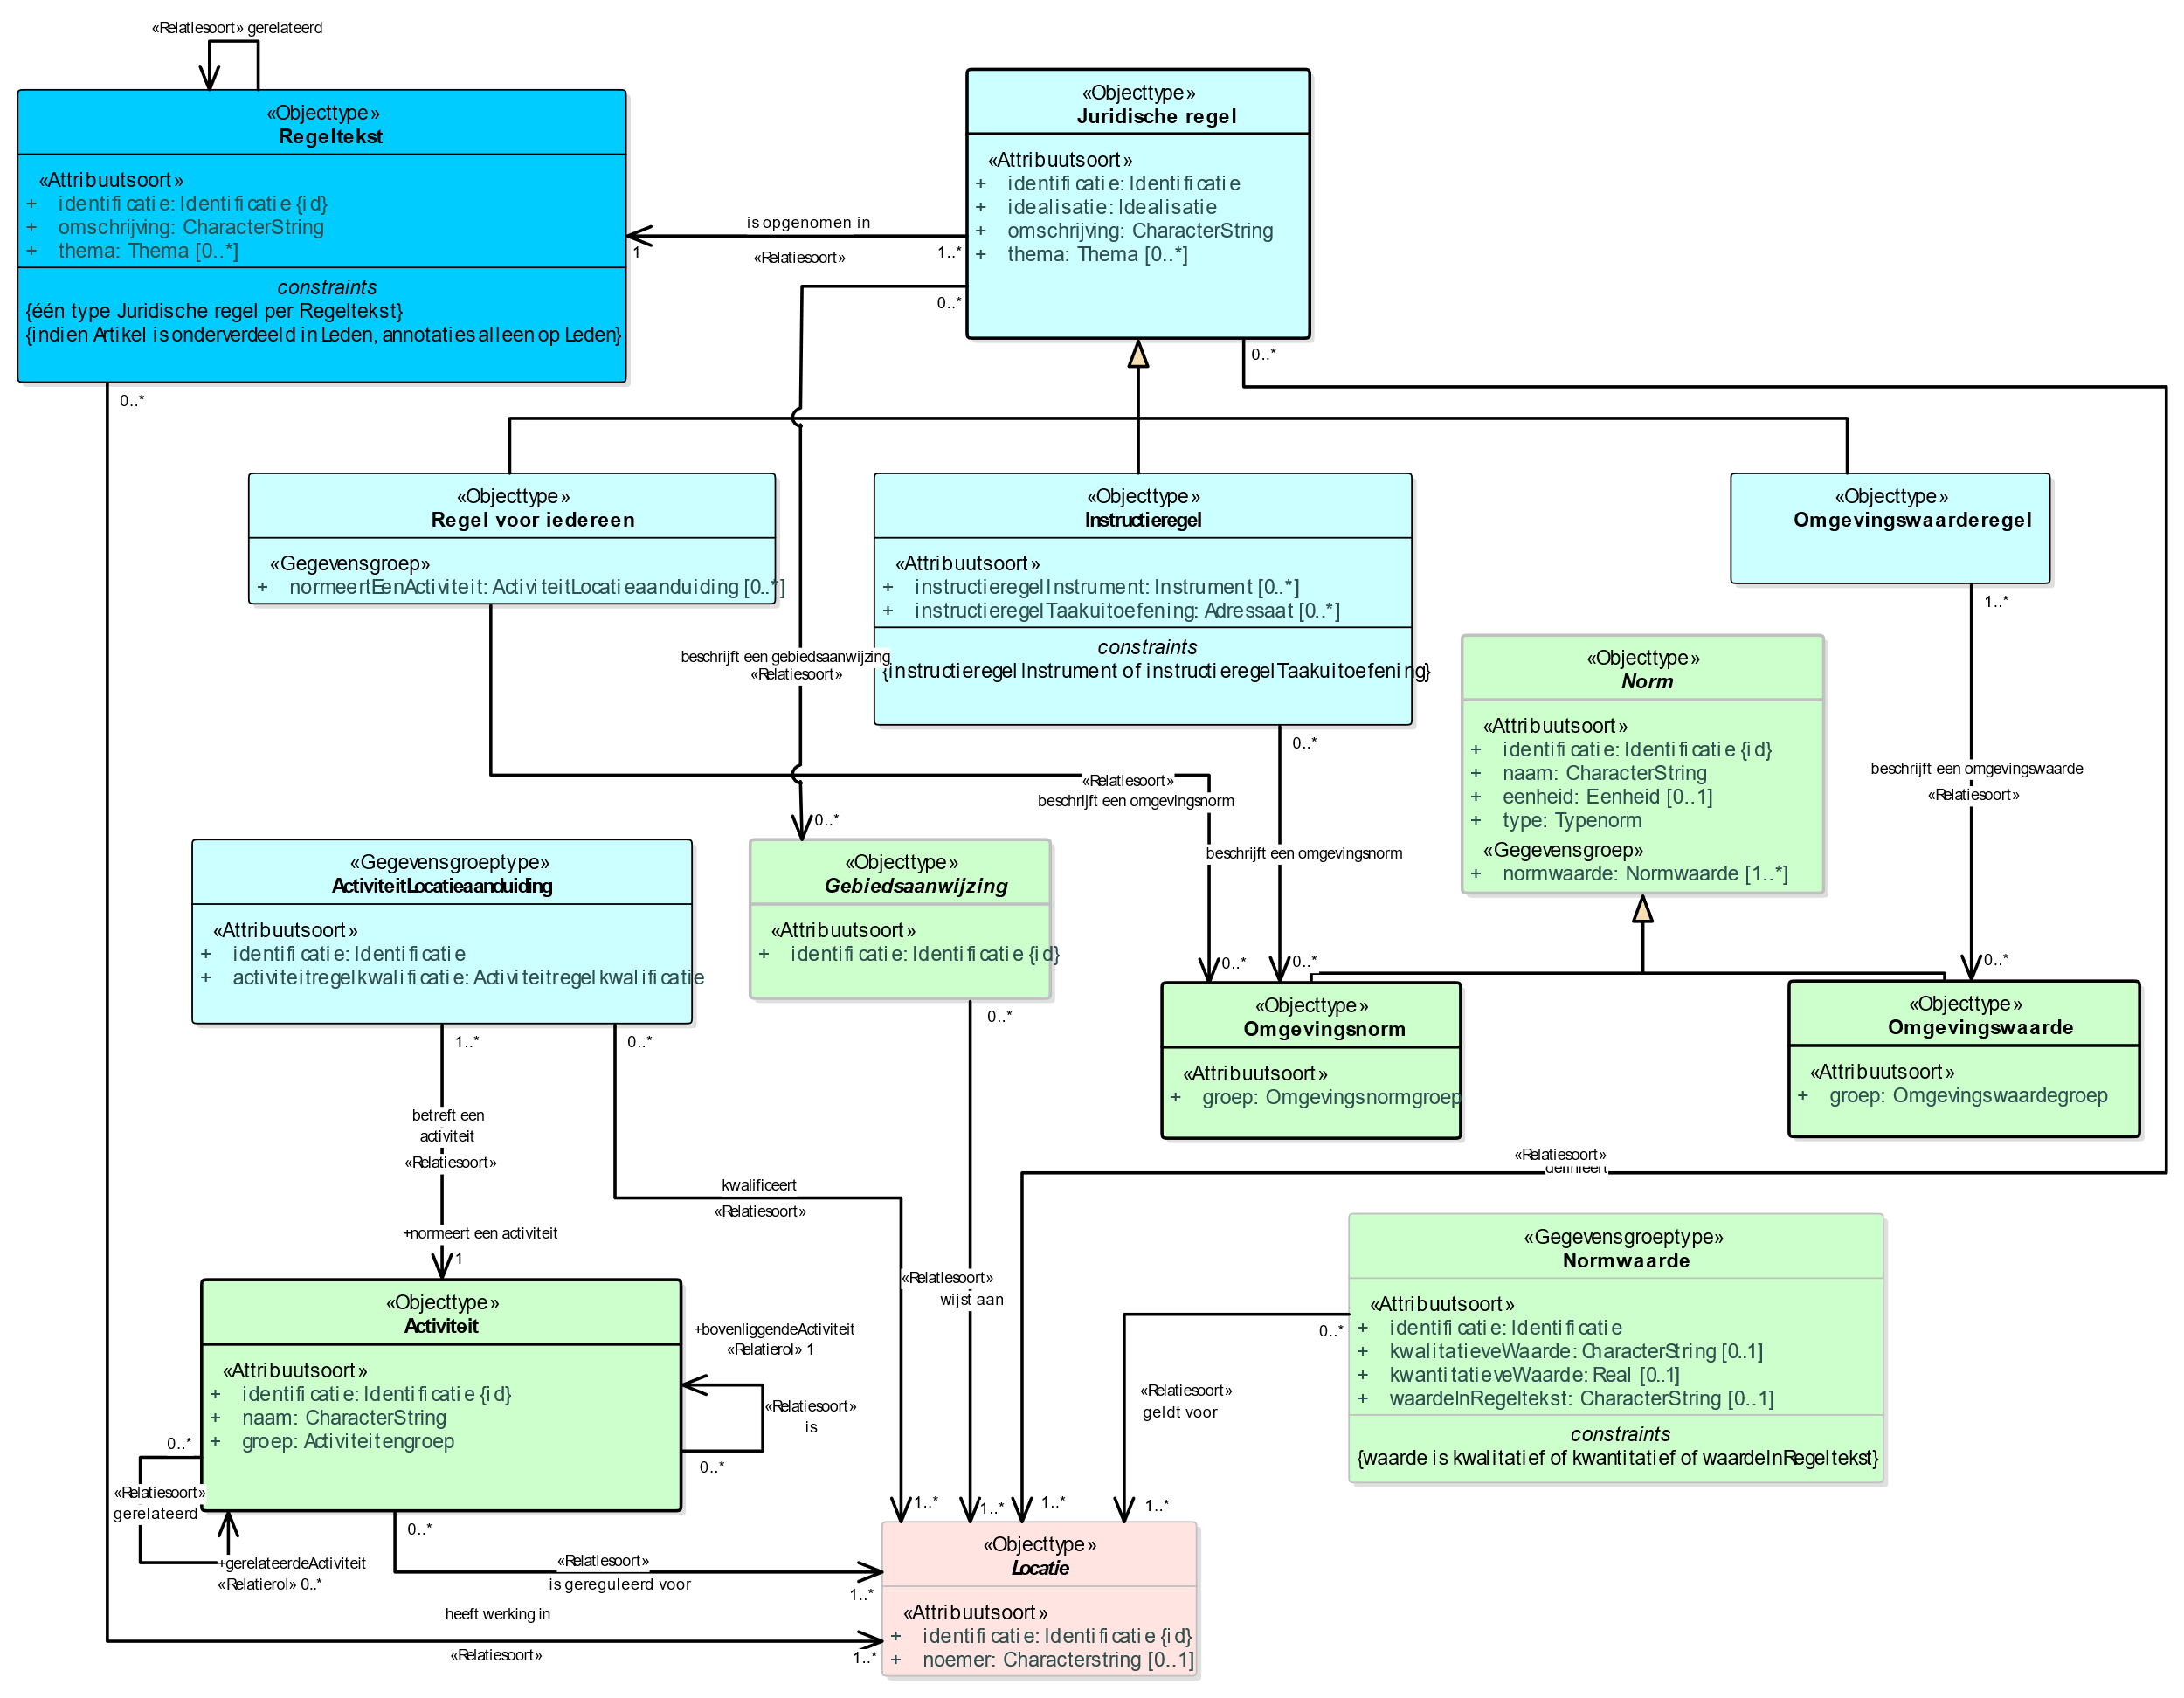 «Relatiesoort» gerelateerd
«Objecttype»
Regeltekst
«Attribuutsoort»
+ identificatie: Identificatie {id}
+ omschrijving: CharacterString
+ thema: Thema [0..*]
constraints
{één type Juridische regel per Regeltekst}
{indien Artikel is onderverdeeld in Leden, annotaties alleen op Leden}
0..*
«Objecttype»
Juridische regel
«Attribuutsoort»
+ identificatie: Identificatie
+ idealisatie: Idealisatie
+ omschrijving: CharacterString
+ thema: Thema [0..*]
is opgenomen in
1
1..*
«Relatiesoort»
0..*
0..*
«Objecttype»
Regel voor iedereen
«Gegevensgroep»
+ normeertEenActiviteit: ActiviteitLocatieaanduiding [0..*]
«Objecttype»
Instructieregel
«Attribuutsoort»
+ instructieregelInstrument: Instrument [0..*]
+ instructieregelTaakuitoefening: Adressaat [0..*]
constraints
{instructieregelInstrument of instructieregelTaakuitoefening}
«Objecttype»
Omgevingswaarderegel
1..*
beschrijft een gebiedsaanwijzing
«Relatiesoort»
0..*
«Objecttype»
Norm
«Attribuutsoort»
+ identificatie: Identificatie {id}
+ naam: CharacterString
+ eenheid: Eenheid [0..1]
+ type: Typenorm
«Gegevensgroep»
+ normwaarde: Normwaarde [1..*]
beschrijft een omgevingswaarde
«Relatiesoort»
0..*
«Relatiesoort»
beschrijft een omgevingsnorm
0..*
beschrijft een omgevingsnorm
0..*
0..*
«Gegevensgroeptype»
ActiviteitLocatieaanduiding
«Attribuutsoort»
+ identificatie: Identificatie
+ activiteitregelkwalificatie: Activiteitregelkwalificatie
1..*
0..*
«Objecttype»
Gebiedsaanwijzing
«Attribuutsoort»
+ identificatie: Identificatie {id}
0..*
«Objecttype»
Omgevingsnorm
«Attribuutsoort»
+ groep: Omgevingsnormgroep
«Objecttype»
Omgevingswaarde
«Attribuutsoort»
+ groep: Omgevingswaardegroep
betreft een
activiteit
«Relatiesoort»
+normeert een activiteit
1
kwalificeert
«Relatiesoort»
«Relatiesoort»
wijst aan
«Relatiesoort»
«Gegevensgroeptype»
Normwaarde
«Attribuutsoort»
+ identificatie: Identificatie
+ kwalitatieveWaarde: CharacterString [0..1]
+ kwantitatieveWaarde: Real [0..1]
+ waardeInRegeltekst: CharacterString [0..1]
constraints
{waarde is kwalitatief of kwantitatief of waardeInRegeltekst}
0..*
«Relatiesoort»
geldt voor
«Objecttype»
Activiteit
«Attribuutsoort»
+ identificatie: Identificatie {id}
+ naam: CharacterString
+ groep: Activiteitengroep
+bovenliggendeActiviteit
«Relatierol» 1
«Relatiesoort»
is
0..*
0..*
«Relatiesoort»
gerelateerd
+gerelateerdeActiviteit
«Relatierol» 0..*
0..*
«Relatiesoort»
is gereguleerd voor
1..*
heeft werking in
«Relatiesoort»
1..*
1..*
1..*
1..*
1..*
«Objecttype»
Locatie
«Attribuutsoort»
+ identificatie: Identificatie {id}
+ noemer: Characterstring [0..1]